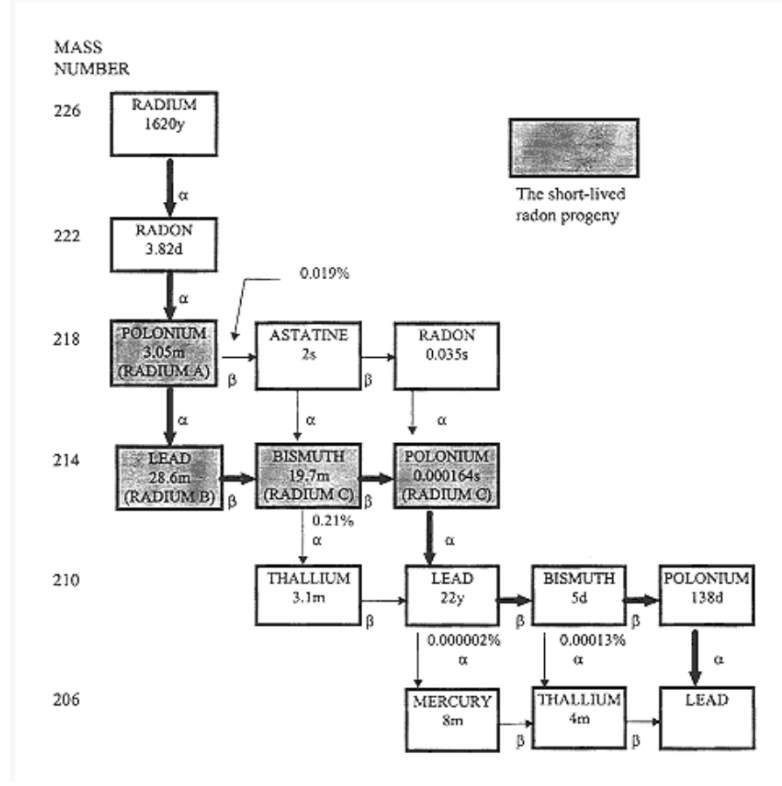 MASS
NUMBER
226
RADIUM
1620y
α
The short-lived
radon progeny
222
RADON
3.82d
α
0.019%
218
POLONIUM
3.05m
(RADIUM A)
β
ASTATINE
2s
β
RADON
0.035s
α
α
α
214
LEAD
28.6m
(RADIUM B)
β
BISMUTH
19.7m
(RADIUM C)
β
POLONIUM
0.000164s
(RADIUM C)
0.21%
α
α
210
THALLIUM
3.1m
β
LEAD
22y
β
BISMUTH
5d
β
POLONIUM
138d
0.000002%
α
0.00013%
α
α
206
MERCURY
8m
β
THALLIUM
4m
β
LEAD